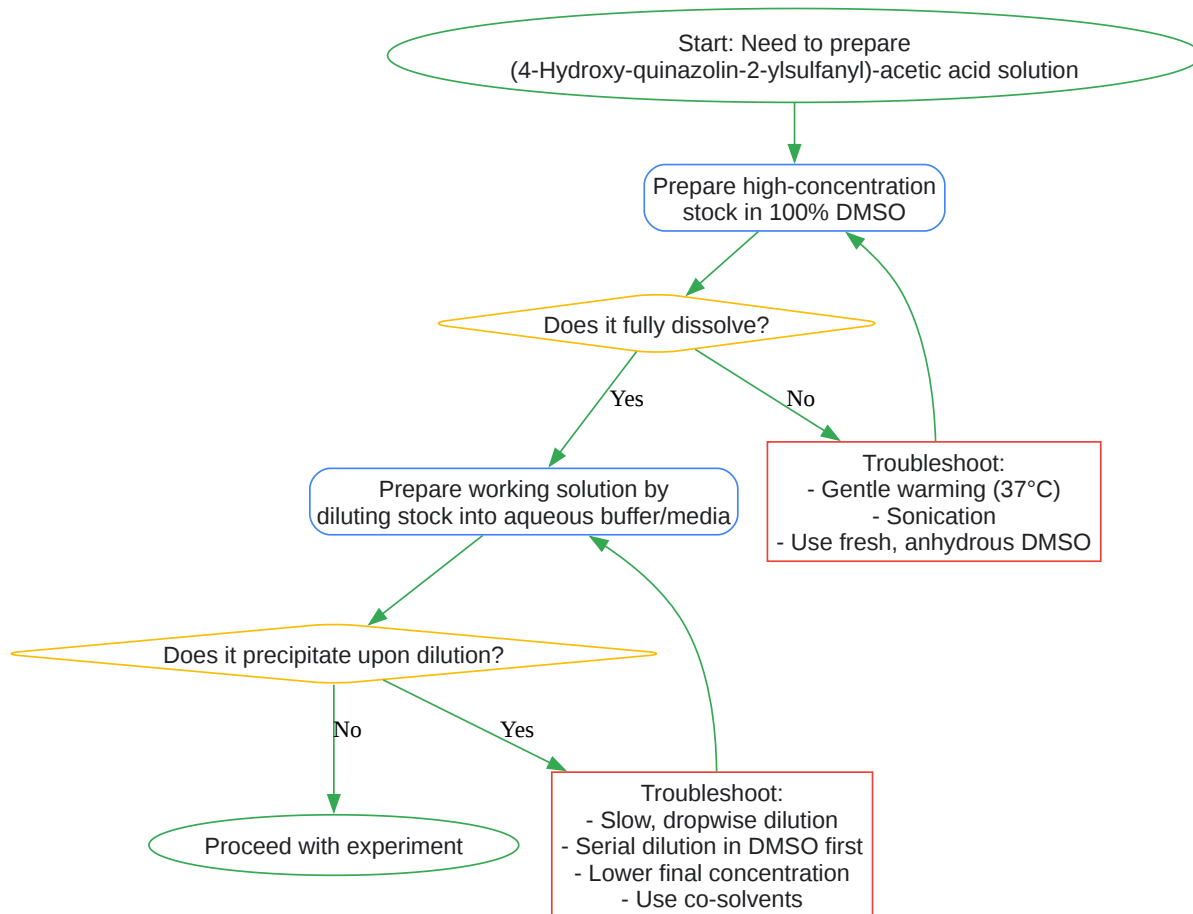 Start: Need to prepare
(4-Hydroxy-quinazolin-2-ylsulfanyl)-acetic acid solution
Prepare high-concentration
stock in 100% DMSO
Does it fully dissolve?
Yes
No
Troubleshoot:
- Gentle warming (37°C)
- Sonication
- Use fresh, anhydrous DMSO
Prepare working solution by
diluting stock into aqueous buffer/media
Does it precipitate upon dilution?
No
Yes
Troubleshoot:
- Slow, dropwise dilution
- Serial dilution in DMSO first
- Lower final concentration
- Use co-solvents
Proceed with experiment